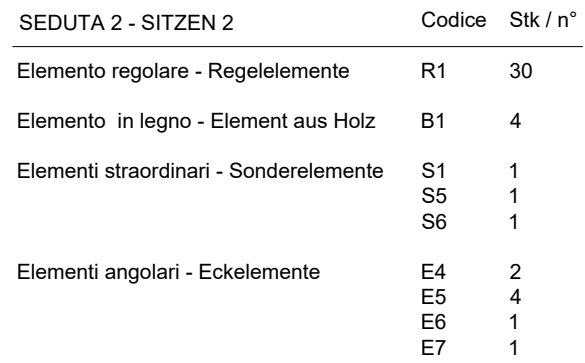 SEDUTA 2 - SITZEN 2 Codice Stk / n°
Elemento regolare - Regelelemente R1 30
Elemento in legno - Element aus Holz B1 4
Elementi straordinari - Sonderelemente S1 1
S5 1
S6 1
Elementi angolari - Eckelemente E4 2
E5 4
E6 1
E7 1